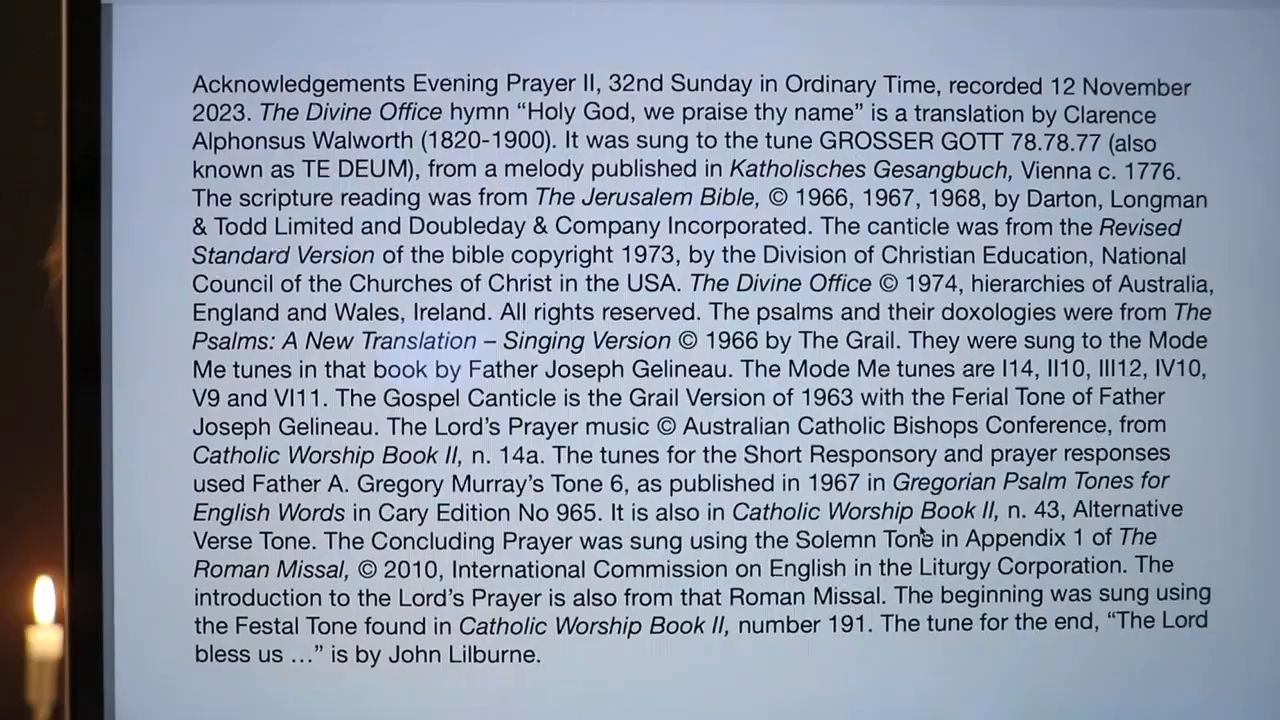 Acknowledgements Evening Prayer II, 32nd Sunday in Ordinary Time, recorded 12 November
2023. The Divine Office hymn “Holy God, we praise thy name” is a translation by Clarence
Alphonsus Walworth (1820-1900). It was sung to the tune GROSSER GOTT 78.78.77 (also
known as TE DEUM), from a melody published in Katholisches Gesangbuch, Vienna c. 1776.
The scripture reading was from The Jerusalem Bible, © 1966, 1967, 1968, by Darton, Longman
& Todd Limited and Doubleday & Company Incorporated. The canticle was from the Revised
Standard Version of the bible copyright 1973, by the Division of Christian Education, National
Council of the Churches of Christ in the USA. The Divine Office © 1974, hierarchies of Australia,
England and Wales, Ireland. All rights reserved. The psalms and their doxologies were from The
Psalms: A New Translation – Singing Version © 1966 by The Grail. They were sung to the Mode
Me tunes in that book by Father Joseph Gelineau. The Mode Me tunes are I14, II10, III12, IV10,
V9 and VI11. The Gospel Canticle is the Grail Version of 1963 with the Ferial Tone of Father
Joseph Gelineau. The Lord’s Prayer music © Australian Catholic Bishops Conference, from
Catholic Worship Book II, n. 14a. The tunes for the Short Responsory and prayer responses
used Father A. Gregory Murray’s Tone 6, as published in 1967 in Gregorian Psalm Tones for
English Words in Cary Edition No 965. It is also in Catholic Worship Book II, n. 43, Alternative
Verse Tone. The Concluding Prayer was sung using the Solemn Tone in Appendix 1 of The
Roman Missal, © 2010, International Commission on English in the Liturgy Corporation. The
introduction to the Lord’s Prayer is also from that Roman Missal. The beginning was sung using
the Festal Tone found in Catholic Worship Book II, number 191. The tune for the end, “The Lord
bless us …” is by John Lilburne.